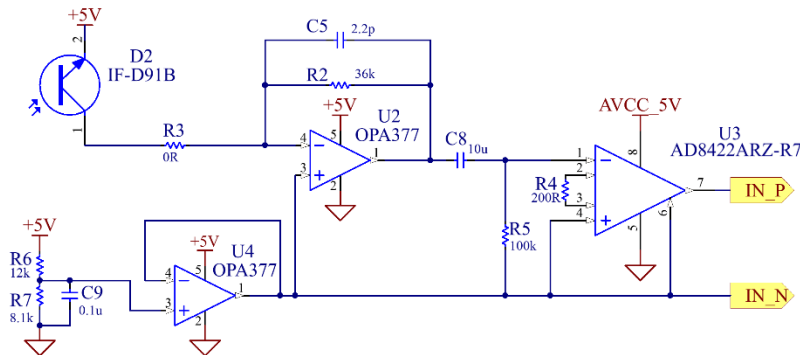 +5V
2
D2
IF-D91B
1
R3
0R
C5
2.2p
R2
36k
+5V
U2
OPA377
4
5
3
2
1
C8
10u
AVCC_5V
U3
AD8422ARZ-R7
1
8
2
R4
200R
3
4
5
6
7
IN_P
R5
100k
+5V
R6
12k
R7
8.1k
C9
0.1u
+5V
U4
OPA377
4
5
3
2
1
IN_N